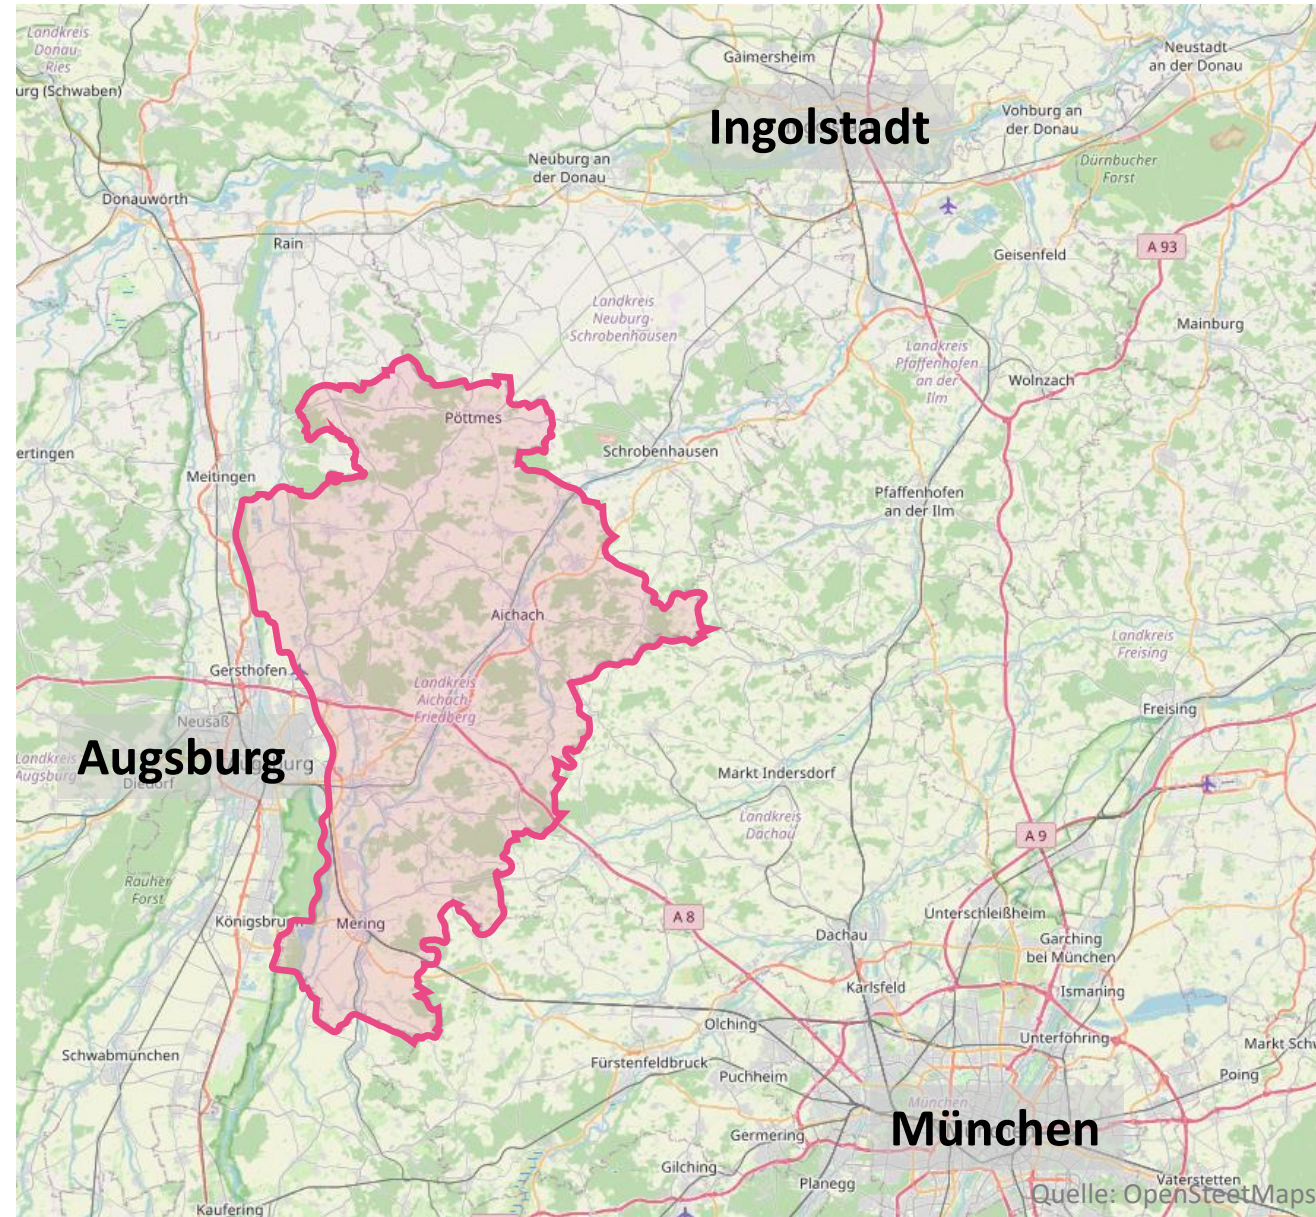 Landkreis
Donau-
Ries
urg (Schwaben)
Gaimersheim
Neustadt
an der Donau
Ingolstadt
Vohburg an
der Donau
Dürnbucher
Forst
Neuburg an
der Donau
Donauwörth
Rain
A 93
Geisenfeld
Landkreis
Neuburg-
Schrobenhausen
Mainburg
Landkreis
Pfaffenhofen
an der
Ilm
Wolnzach
Pöttmes
ertingen
Schrobenhausen
Meitingen
Pfaffenhofen
an der Ilm
Aichach
Landkreis
Freising
Gersthofen
Landkreis
Aichach-
Friedberg
Freising
Neusäß
Augsburg
Landkreis
Augsburg
Diedorf
Markt Indersdorf
Landkreis
Dachau
A 9
Rauher
Forst
Königsbrun
Mering
A 8
Unterschleißheim
Dachau
Garching
bei München
Karlsfeld
Ismaning
Olching
Unterföhring
Markt Schw
Schwabmünchen
Fürstenfeldbruck
Puchheim
Poing
München
München
Germering
Gilching
Planegg
Vaterstetten
Quelle: OpenSteetMaps
Kaufering